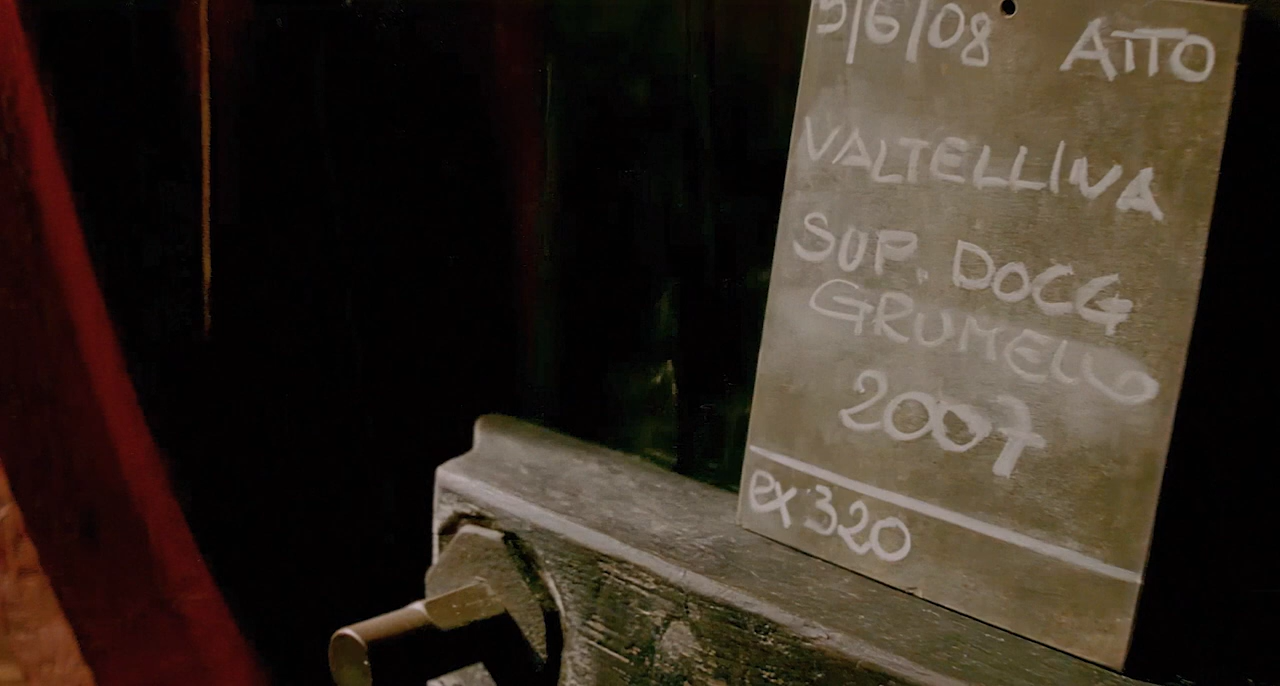 5/6/08 ATTO
VALTELLINA
SUP. DOCG
GRUMELLO
2007
ex 320